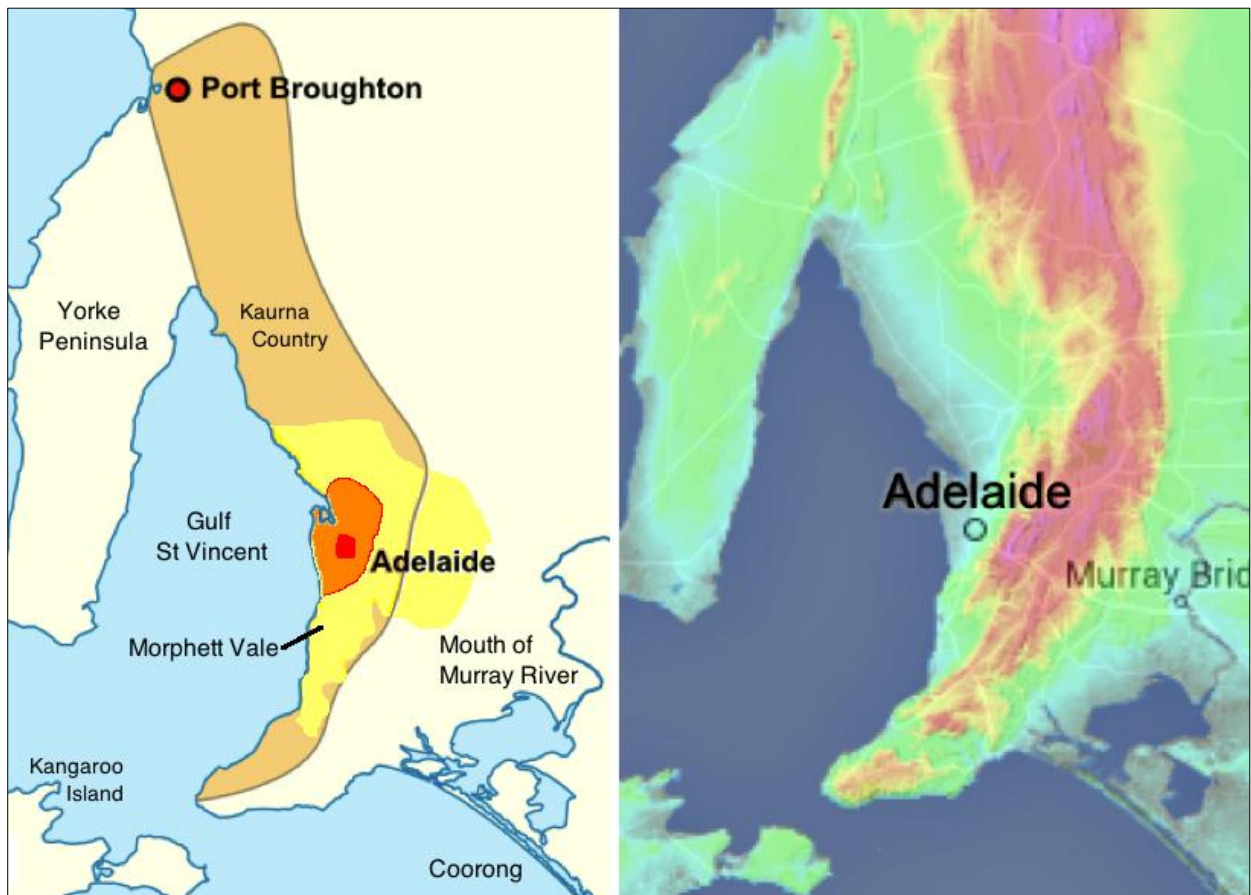 Port Broughton
Yorke
Peninsula
Kaurna
Country
Gulf
St Vincent
Adelaide
Morphett Vale
Mouth of
Murray River
Kangaroo
Island
Coorong
Adelaide
Murray Brid